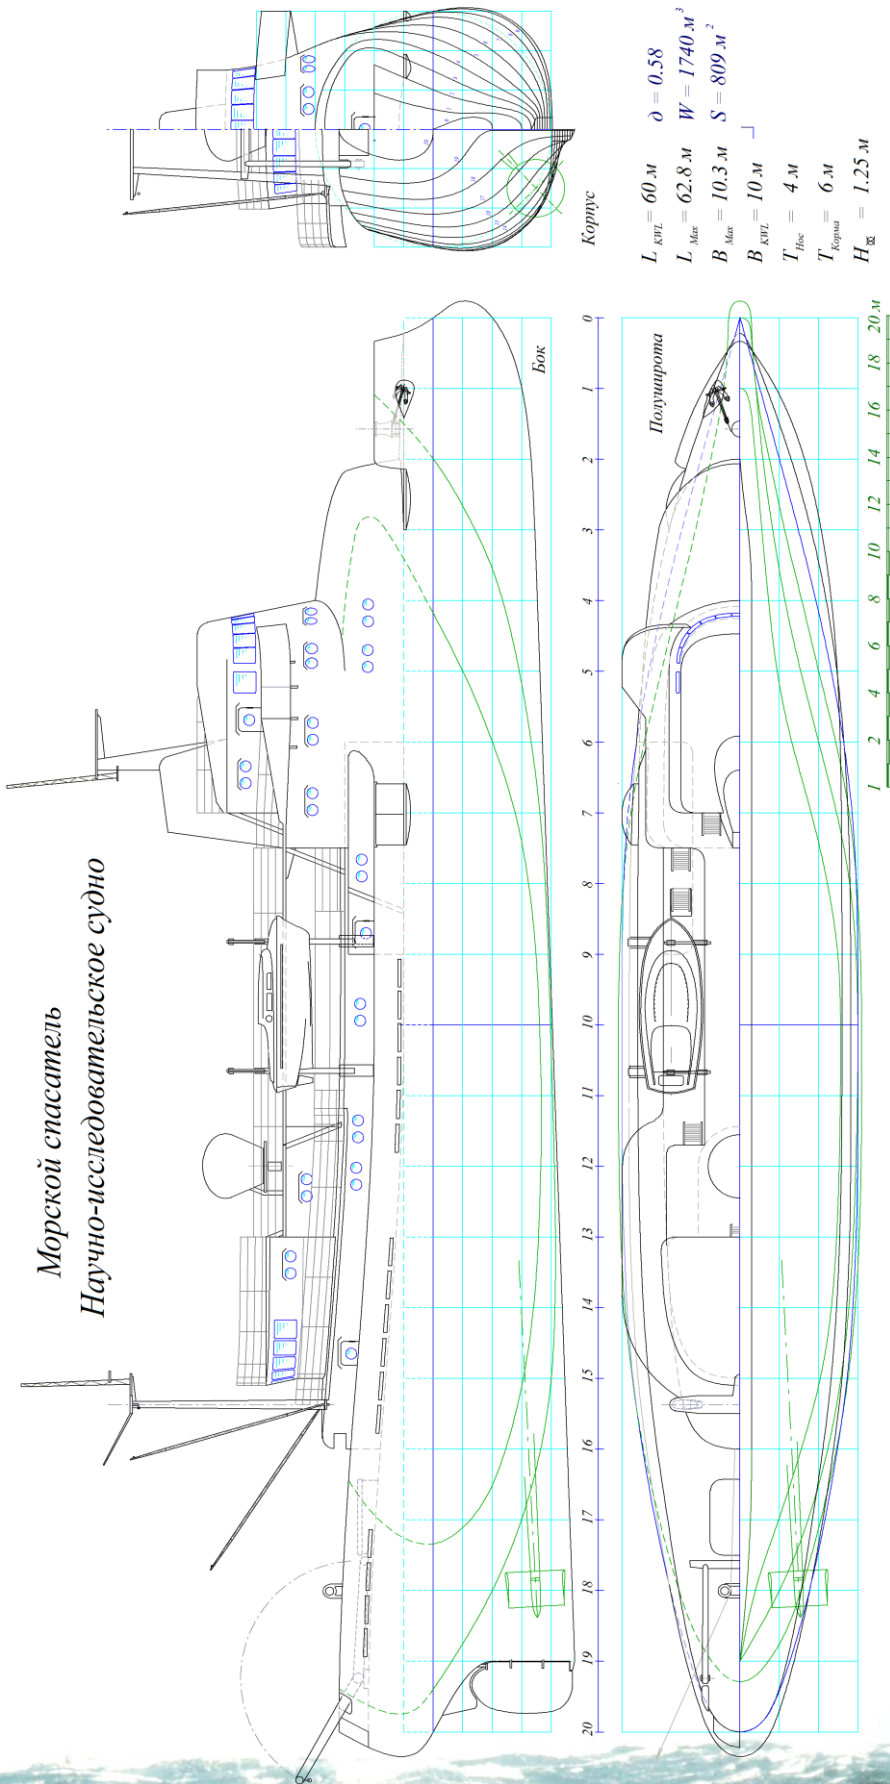 Морской спасатель
Научно-исследовательское судно
Бок
Корпус
20 19 18 17 16 15 14 13 12 11 10 9 8 7 6 5 4 3 2 1 0
Полуширота
L KWL = 60 м
∂ = 0.58
L Max = 62.8 м
W = 1740 м³
B Max = 10.3 м
S = 809 м²
B KWL = 10 м
T Нос = 4 м
T Корма = 6 м
H = 1.25 м
1 2 4 6 8 10 12 14 16 18 20 м